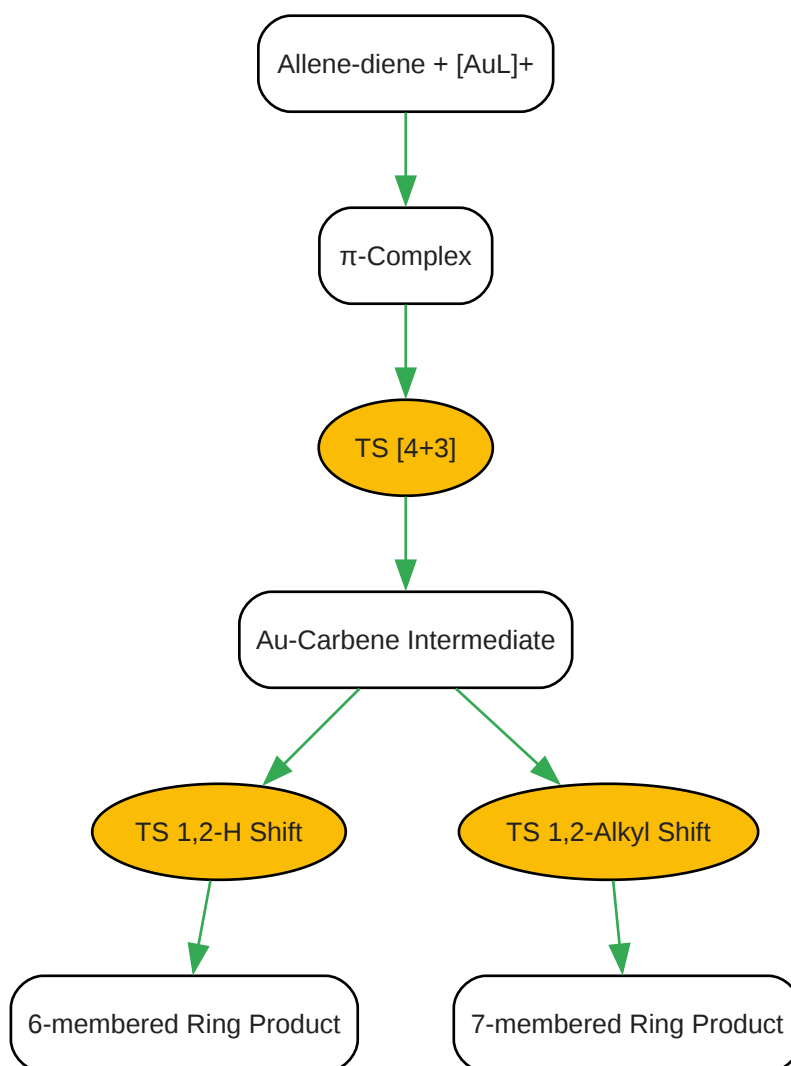 Allene-diene + [AuL]+
π-Complex
TS [4+3]
Au-Carbene Intermediate
TS 1,2-H Shift
TS 1,2-Alkyl Shift
6-membered Ring Product
7-membered Ring Product